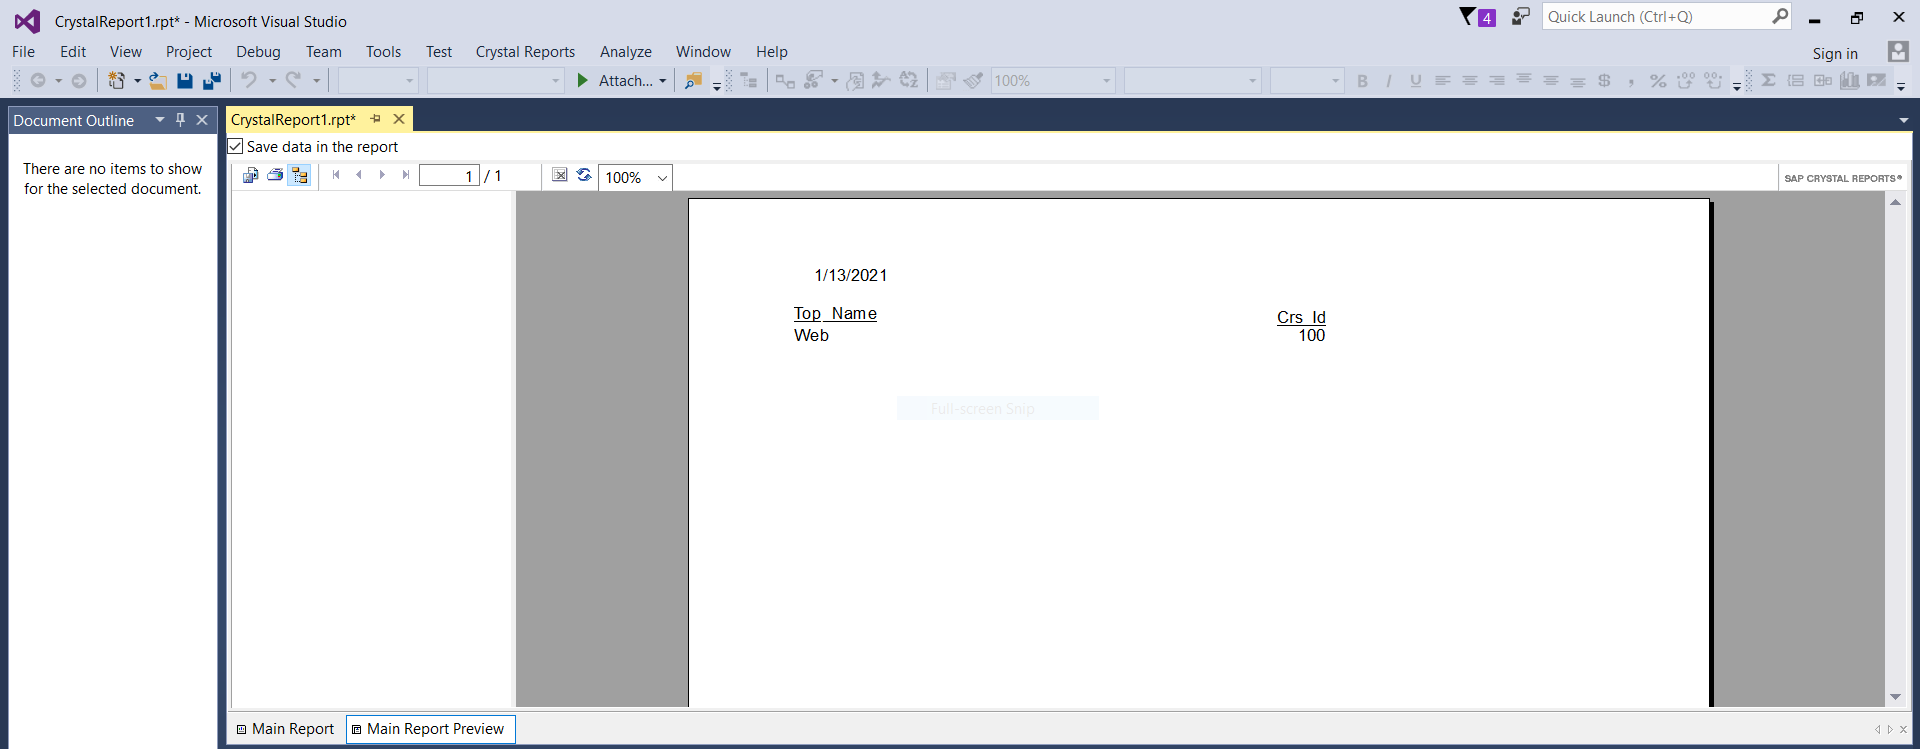 CrystalReport1.rpt* - Microsoft Visual Studio
4
Quick Launch (Ctrl+Q)
File Edit View Project Debug Team Tools Test Crystal Reports Analyze Window Help
Sign in
Attach...
100%
B I U
$ , %
Document Outline
CrystalReport1.rpt*
Save data in the report
There are no items to show
for the selected document.
1 / 1
100%
SAP CRYSTAL REPORTS®
1/13/2021
Top_Name
Crs_Id
Web
100
Full-screen Snip
Main Report
Main Report Preview